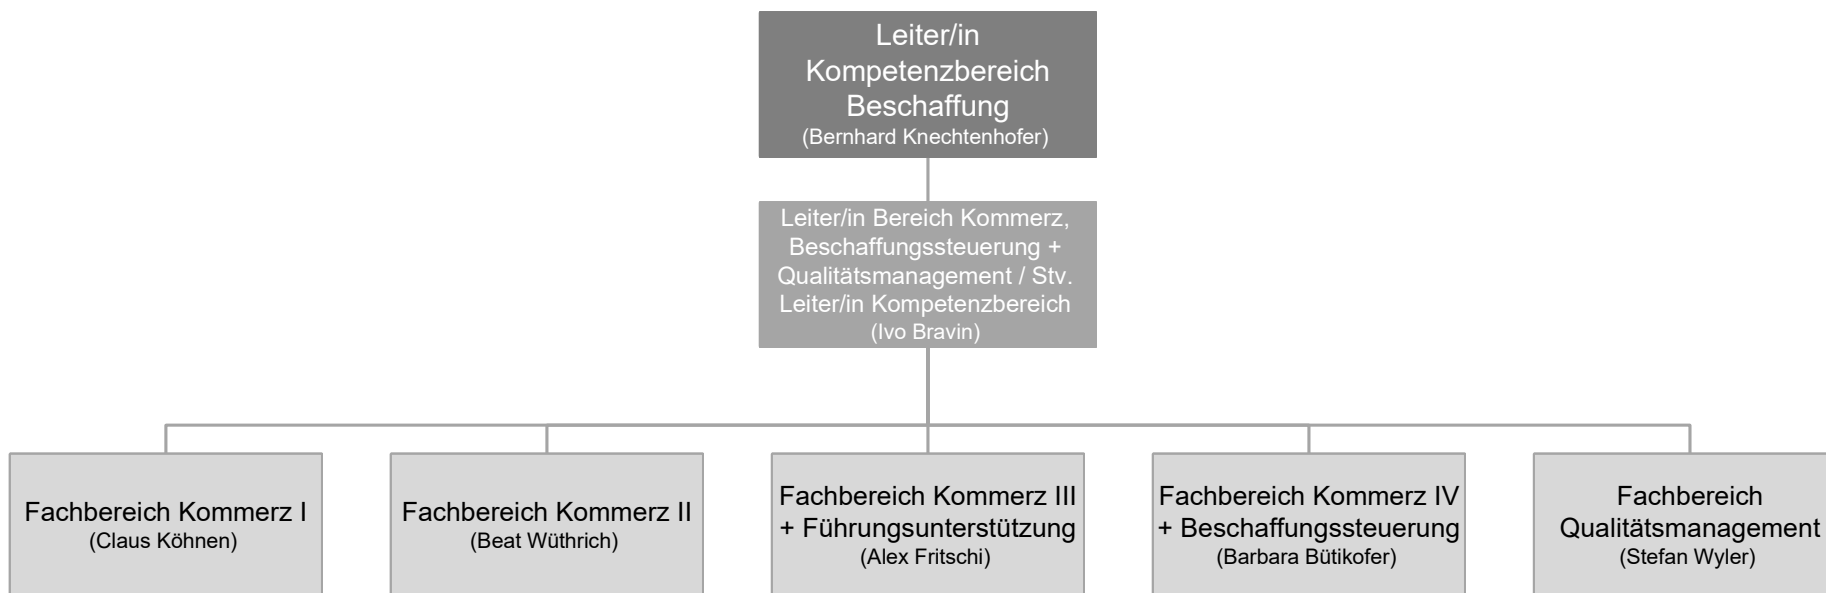 Leiter/in
Kompetenzbereich
Beschaffung
(Bernhard Knechtenhofer)
Leiter/in Bereich Kommerz,
Beschaffungssteuerung +
Qualitätsmanagement / Stv.
Leiter/in Kompetenzbereich
(Ivo Bravin)
Fachbereich Kommerz I
(Claus Köhnen)
Fachbereich Kommerz II
(Beat Wüthrich)
Fachbereich Kommerz III
+ Führungsunterstützung
(Alex Fritschi)
Fachbereich Kommerz IV
+ Beschaffungssteuerung
(Barbara Bütikofer)
Fachbereich
Qualitätsmanagement
(Stefan Wyler)